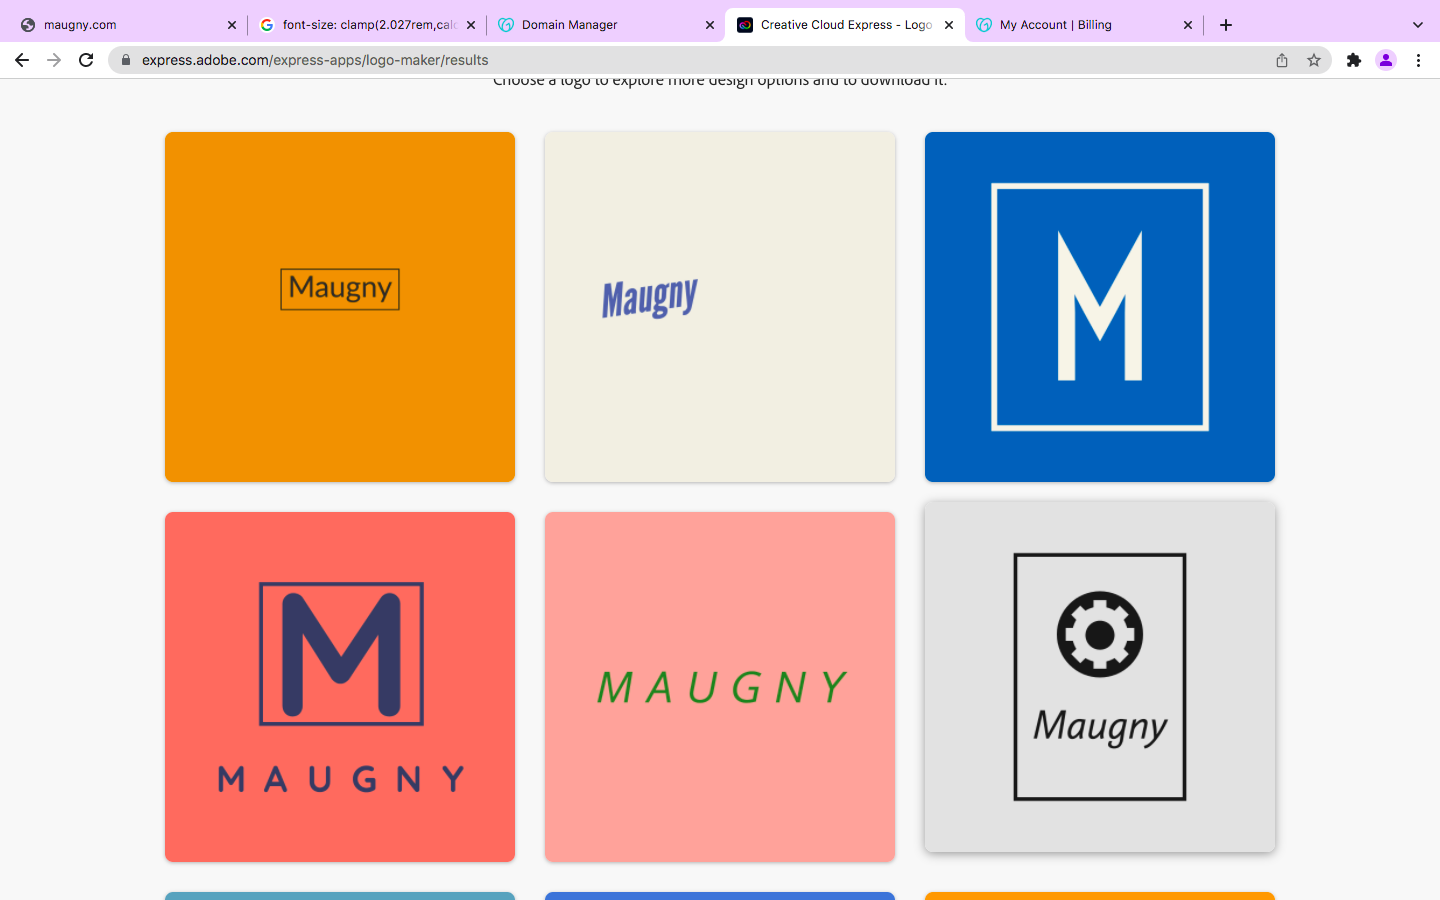 maugny.com
font-size: clamp(2.027rem,calc
Domain Manager
Creative Cloud Express - Logo
My Account | Billing
express.adobe.com/express-apps/logo-maker/results
Choose a logo to explore more design options and to download it.
Maugny
Maugny
M
M
MAUGNY
MAUGNY
Maugny